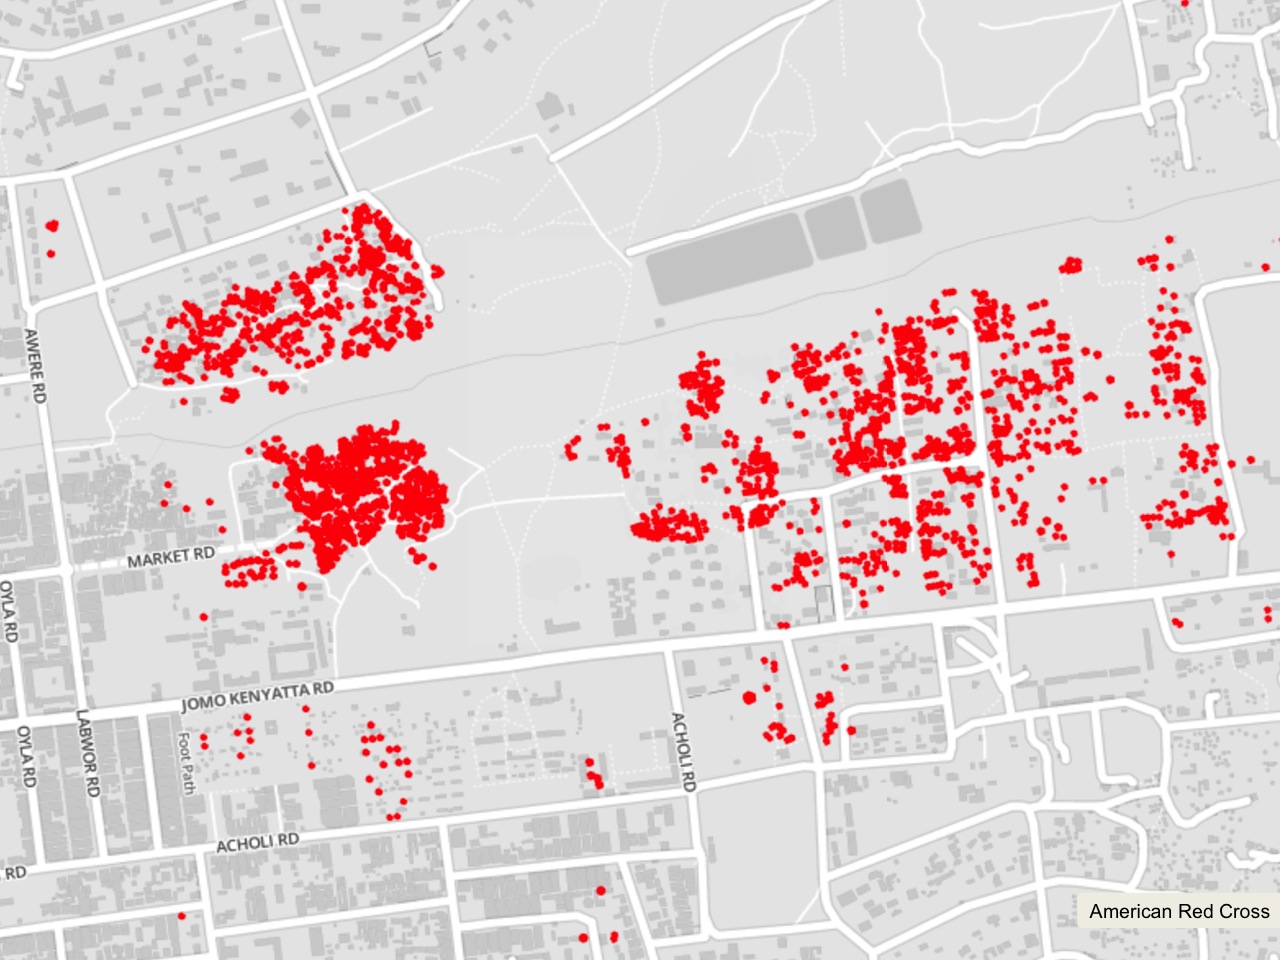 AWERE RD
MARKET RD
OYLA RD
JOMO KENYATTA RD
LABWOR RD
OYLA RD
Foot Path
ACHOLI RD
ACHOLI RD
RD
American Red Cross